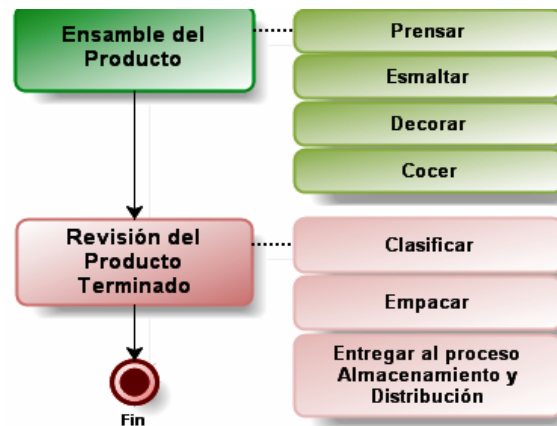 Ensamble del
Producto
Prensar
Esmaltar
Decorar
Cocer
Revisión del
Producto
Terminado
Clasificar
Empacar
Entregar al proceso
Almacenamiento y
Distribución
Fin